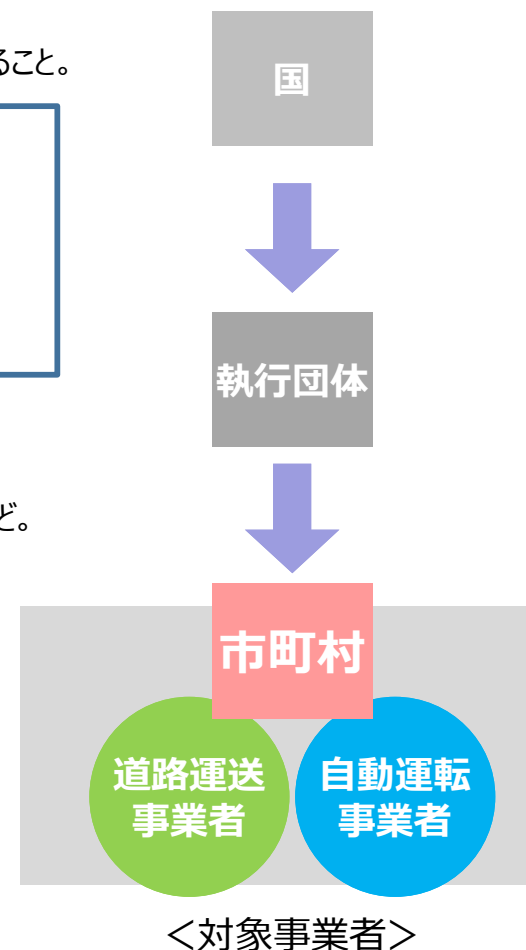 ること。
国
執行団体
ど。
市町村
道路運送
事業者
自動運転
事業者
＜対象事業者＞